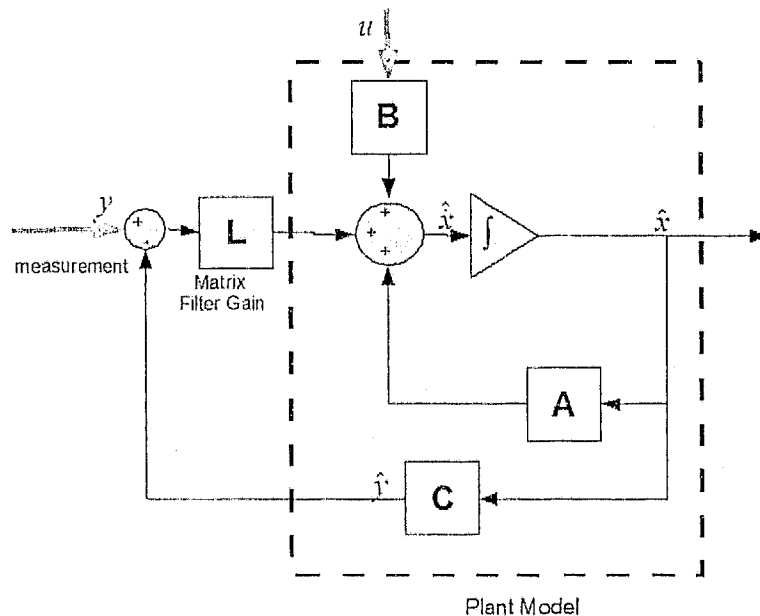 u
B
y
+
-
L
+
+
+
x̂̇
∫
x̂
measurement
Matrix
Filter Gain
A
ŷ
C
Plant Model